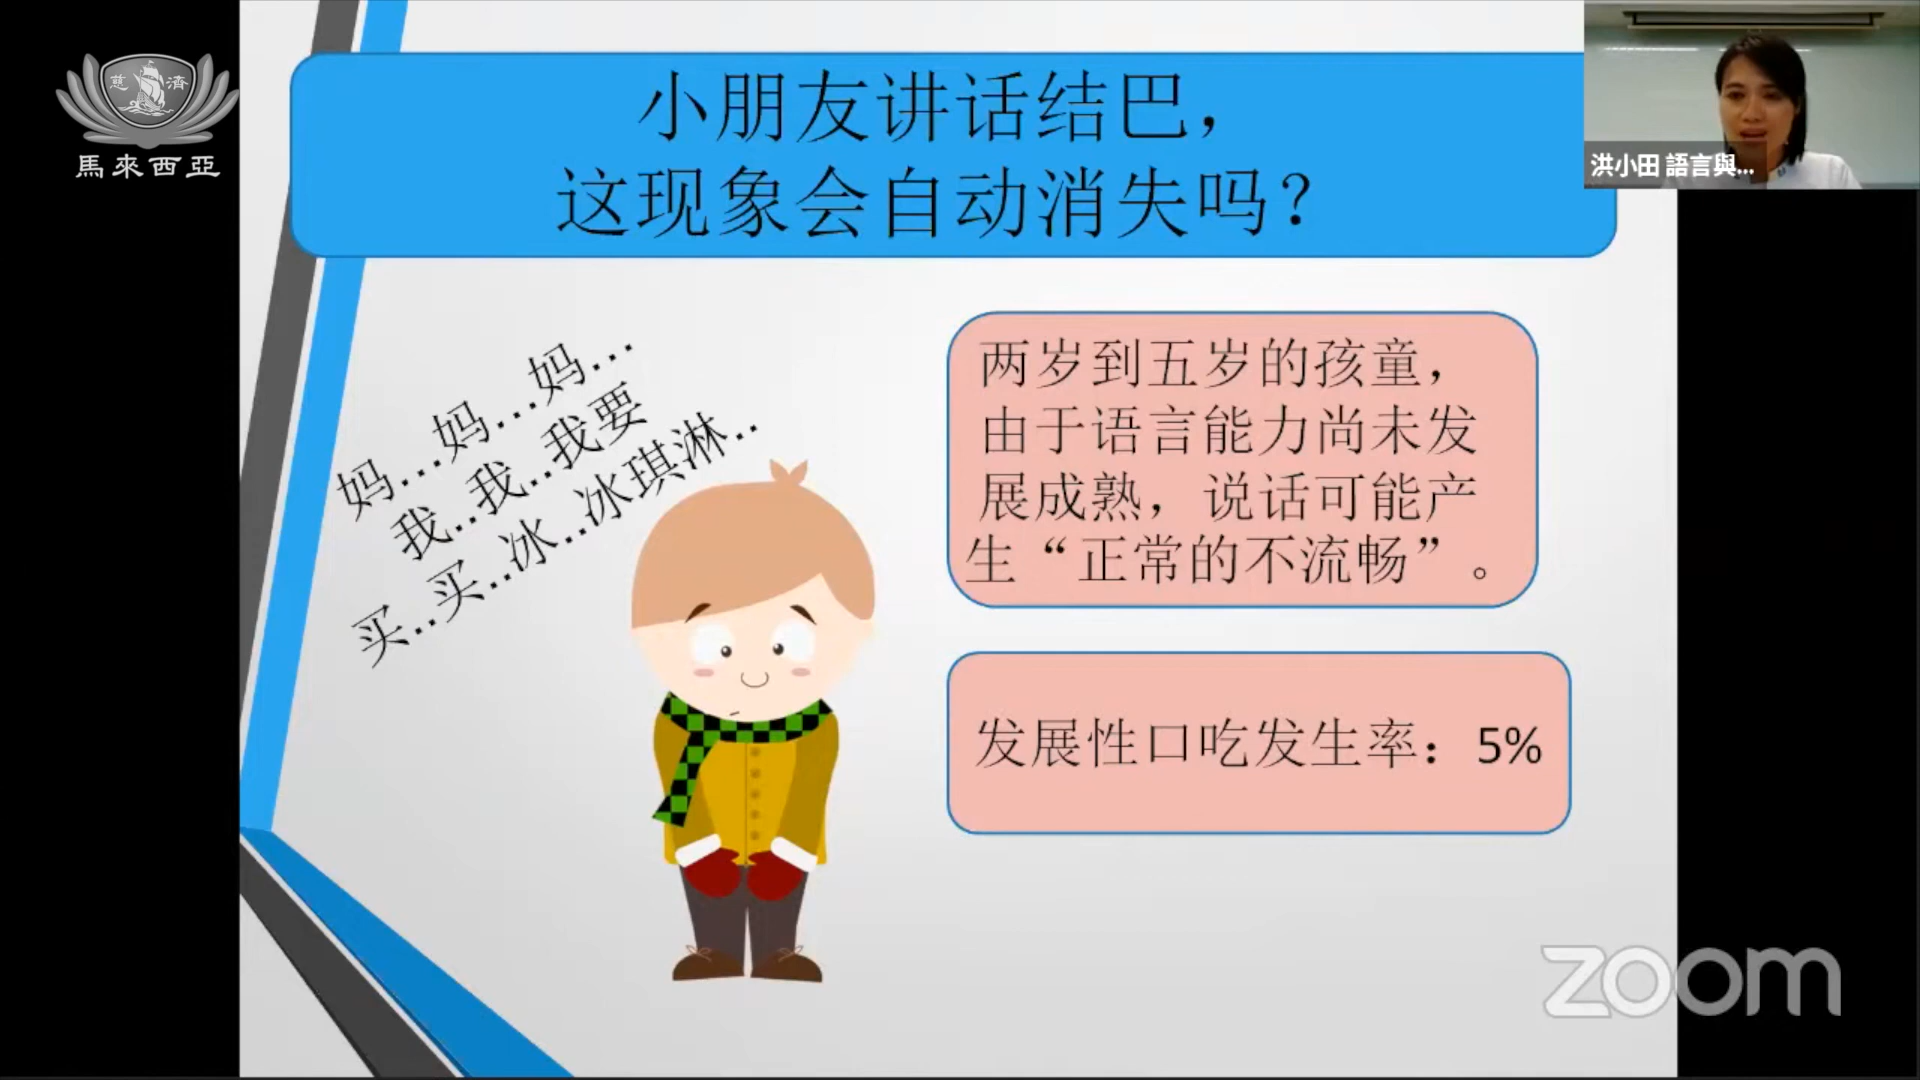 慈 濟
馬來西亞
小朋友讲话结巴，
这现象会自动消失吗？
洪小田 語言與...
妈...妈...妈...
我..我..我要
买..买..冰..冰琪淋..
两岁到五岁的孩童，
由于语言能力尚未发
展成熟，说话可能产
生“正常的不流畅”。
发展性口吃发生率：5%
zoom